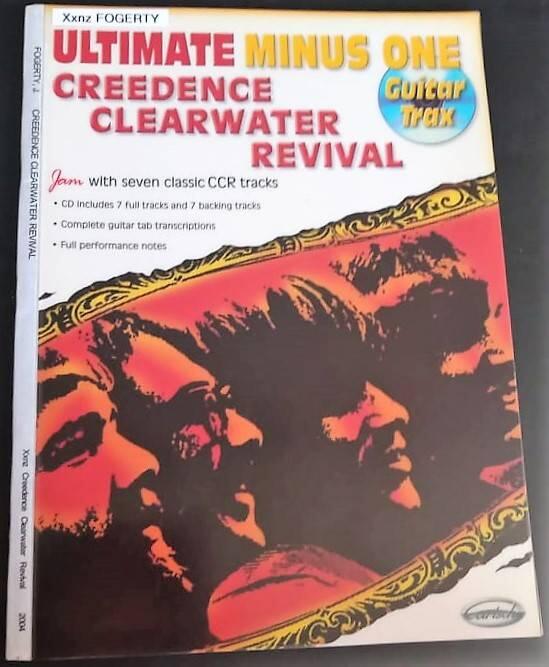 Xxnz FOGERTY
ULTIMATE MINUS ONE
Guitar
Trax
CREEDENCE
CLEARWATER
REVIVAL
Jam with seven classic CCR tracks
• CD includes 7 full tracks and 7 backing tracks
• Complete guitar tab transcriptions
• Full performance notes
Carisch
FOGERTY, J. CREEDENCE CLEARWATER REVIVAL
Xxnz Creedence Clearwater Revival 2004